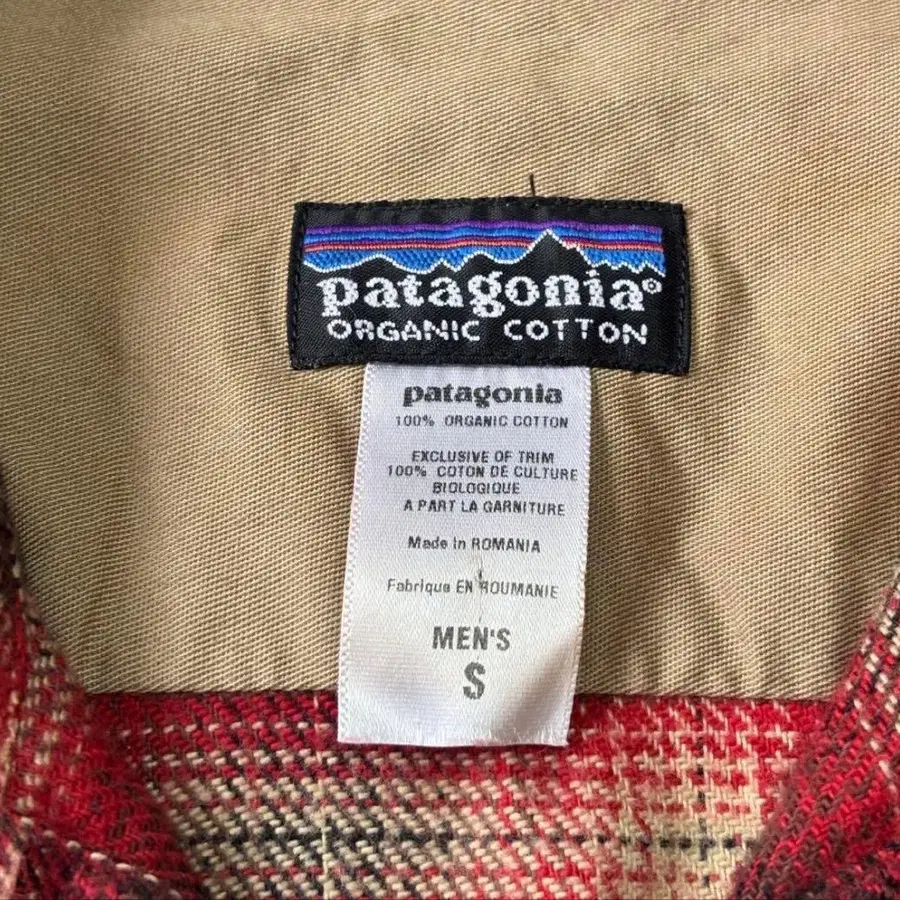 patagonia®
ORGANIC COTTON
patagonia
100% ORGANIC COTTON
EXCLUSIVE OF TRIM
100% COTON DE CULTURE
BIOLOGIQUE
A PART LA GARNITURE
Made in ROMANIA
Fabrique EN ROUMANIE
MEN'S
S